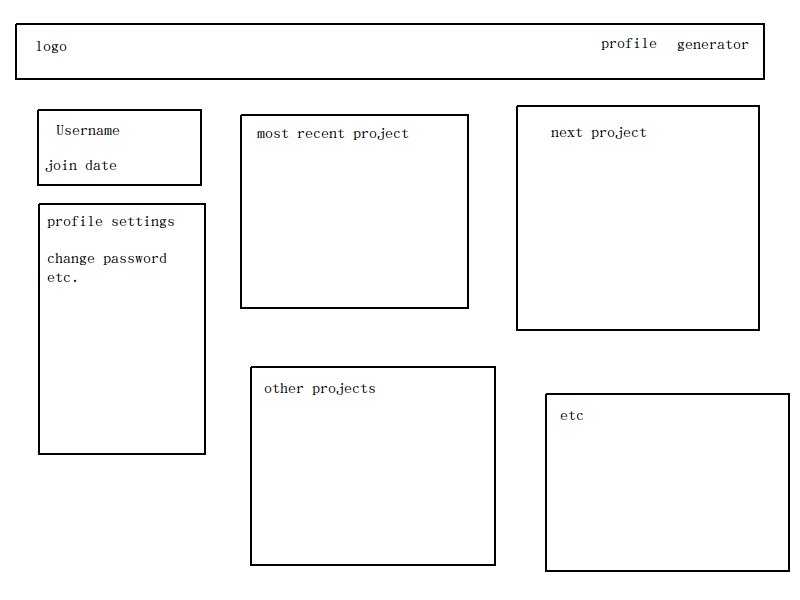 logo
profile
generator
Username
join date
profile settings
change password
etc.
most recent project
next project
other projects
etc